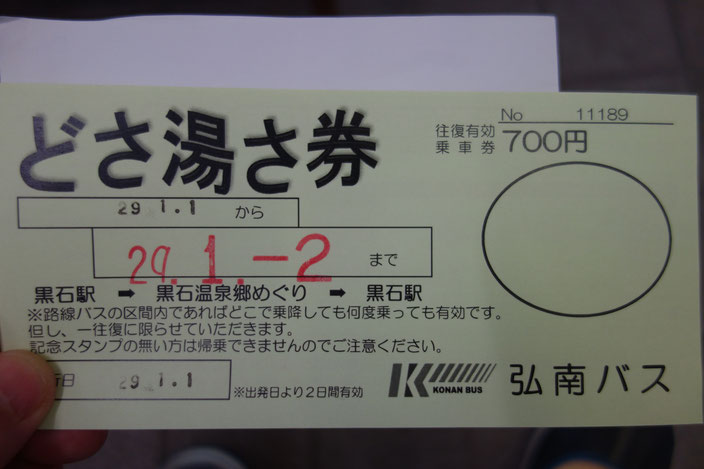 どさ湯さ券
No 11189
往復有効
乗車券 700円
29 1.1 から
29.1.-2 まで
黒石駅 ➡ 黒石温泉郷めぐり ➡ 黒石駅
※路線バスの区間内であればどこで乗降しても何度乗っても有効です。
但し、一往復に限らせていただきます。
記念スタンプの無い方は帰乗できませんのでご注意ください。
日 29 1.1
※出発日より2日間有効
KONAN BUS
弘南バス